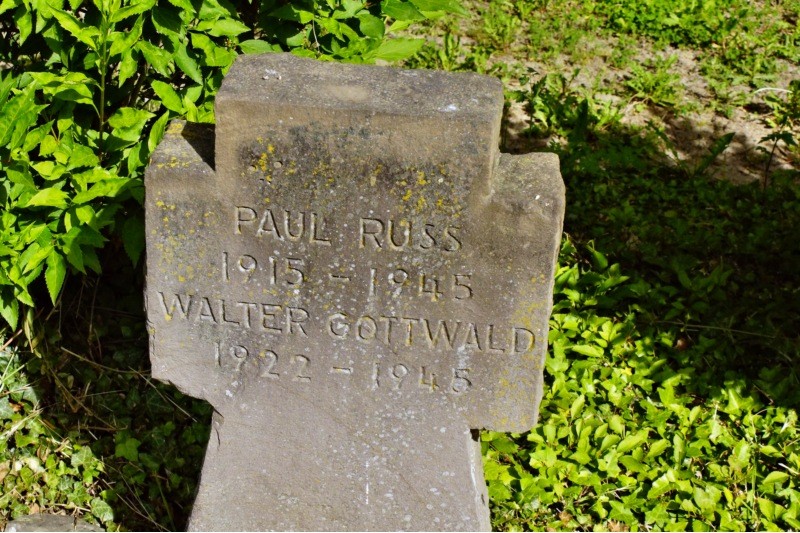 PAUL RUSS
1915 - 1945
WALTER GOTTWALD
1922 - 1945